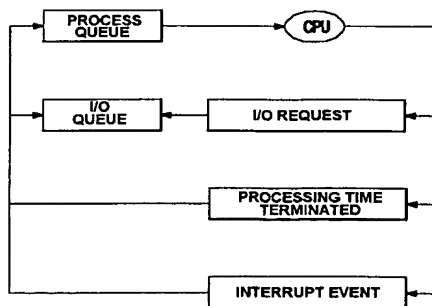 PROCESS
QUEUE
CPU
I/O
QUEUE
I/O REQUEST
PROCESSING TIME
TERMINATED
INTERRUPT EVENT